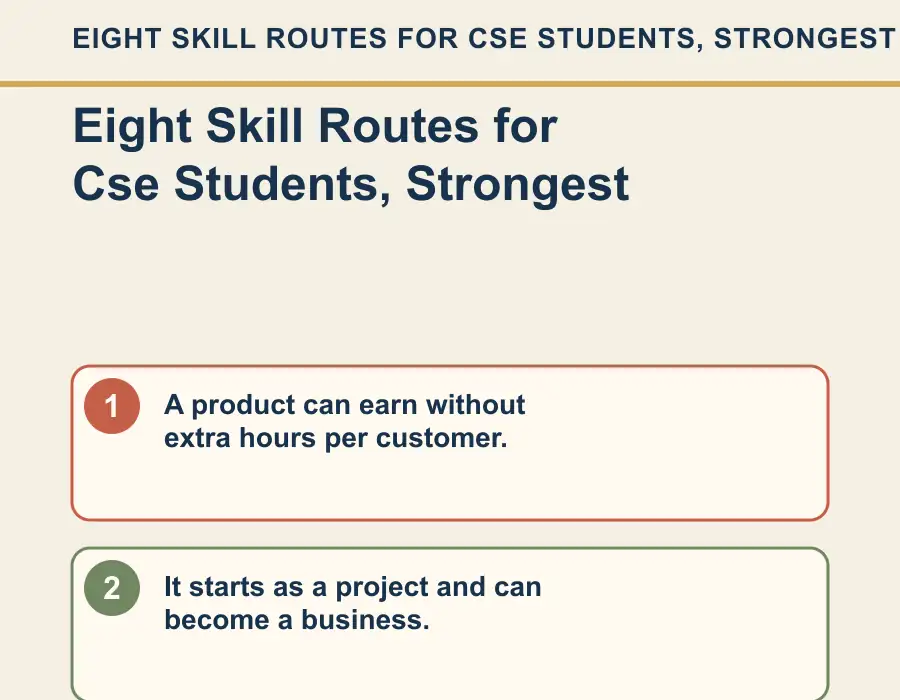 EIGHT SKILL ROUTES FOR CSE STUDENTS, STRONGEST
Eight Skill Routes for
Cse Students, Strongest
1
A product can earn without
extra hours per customer.
2
It starts as a project and can
become a business.